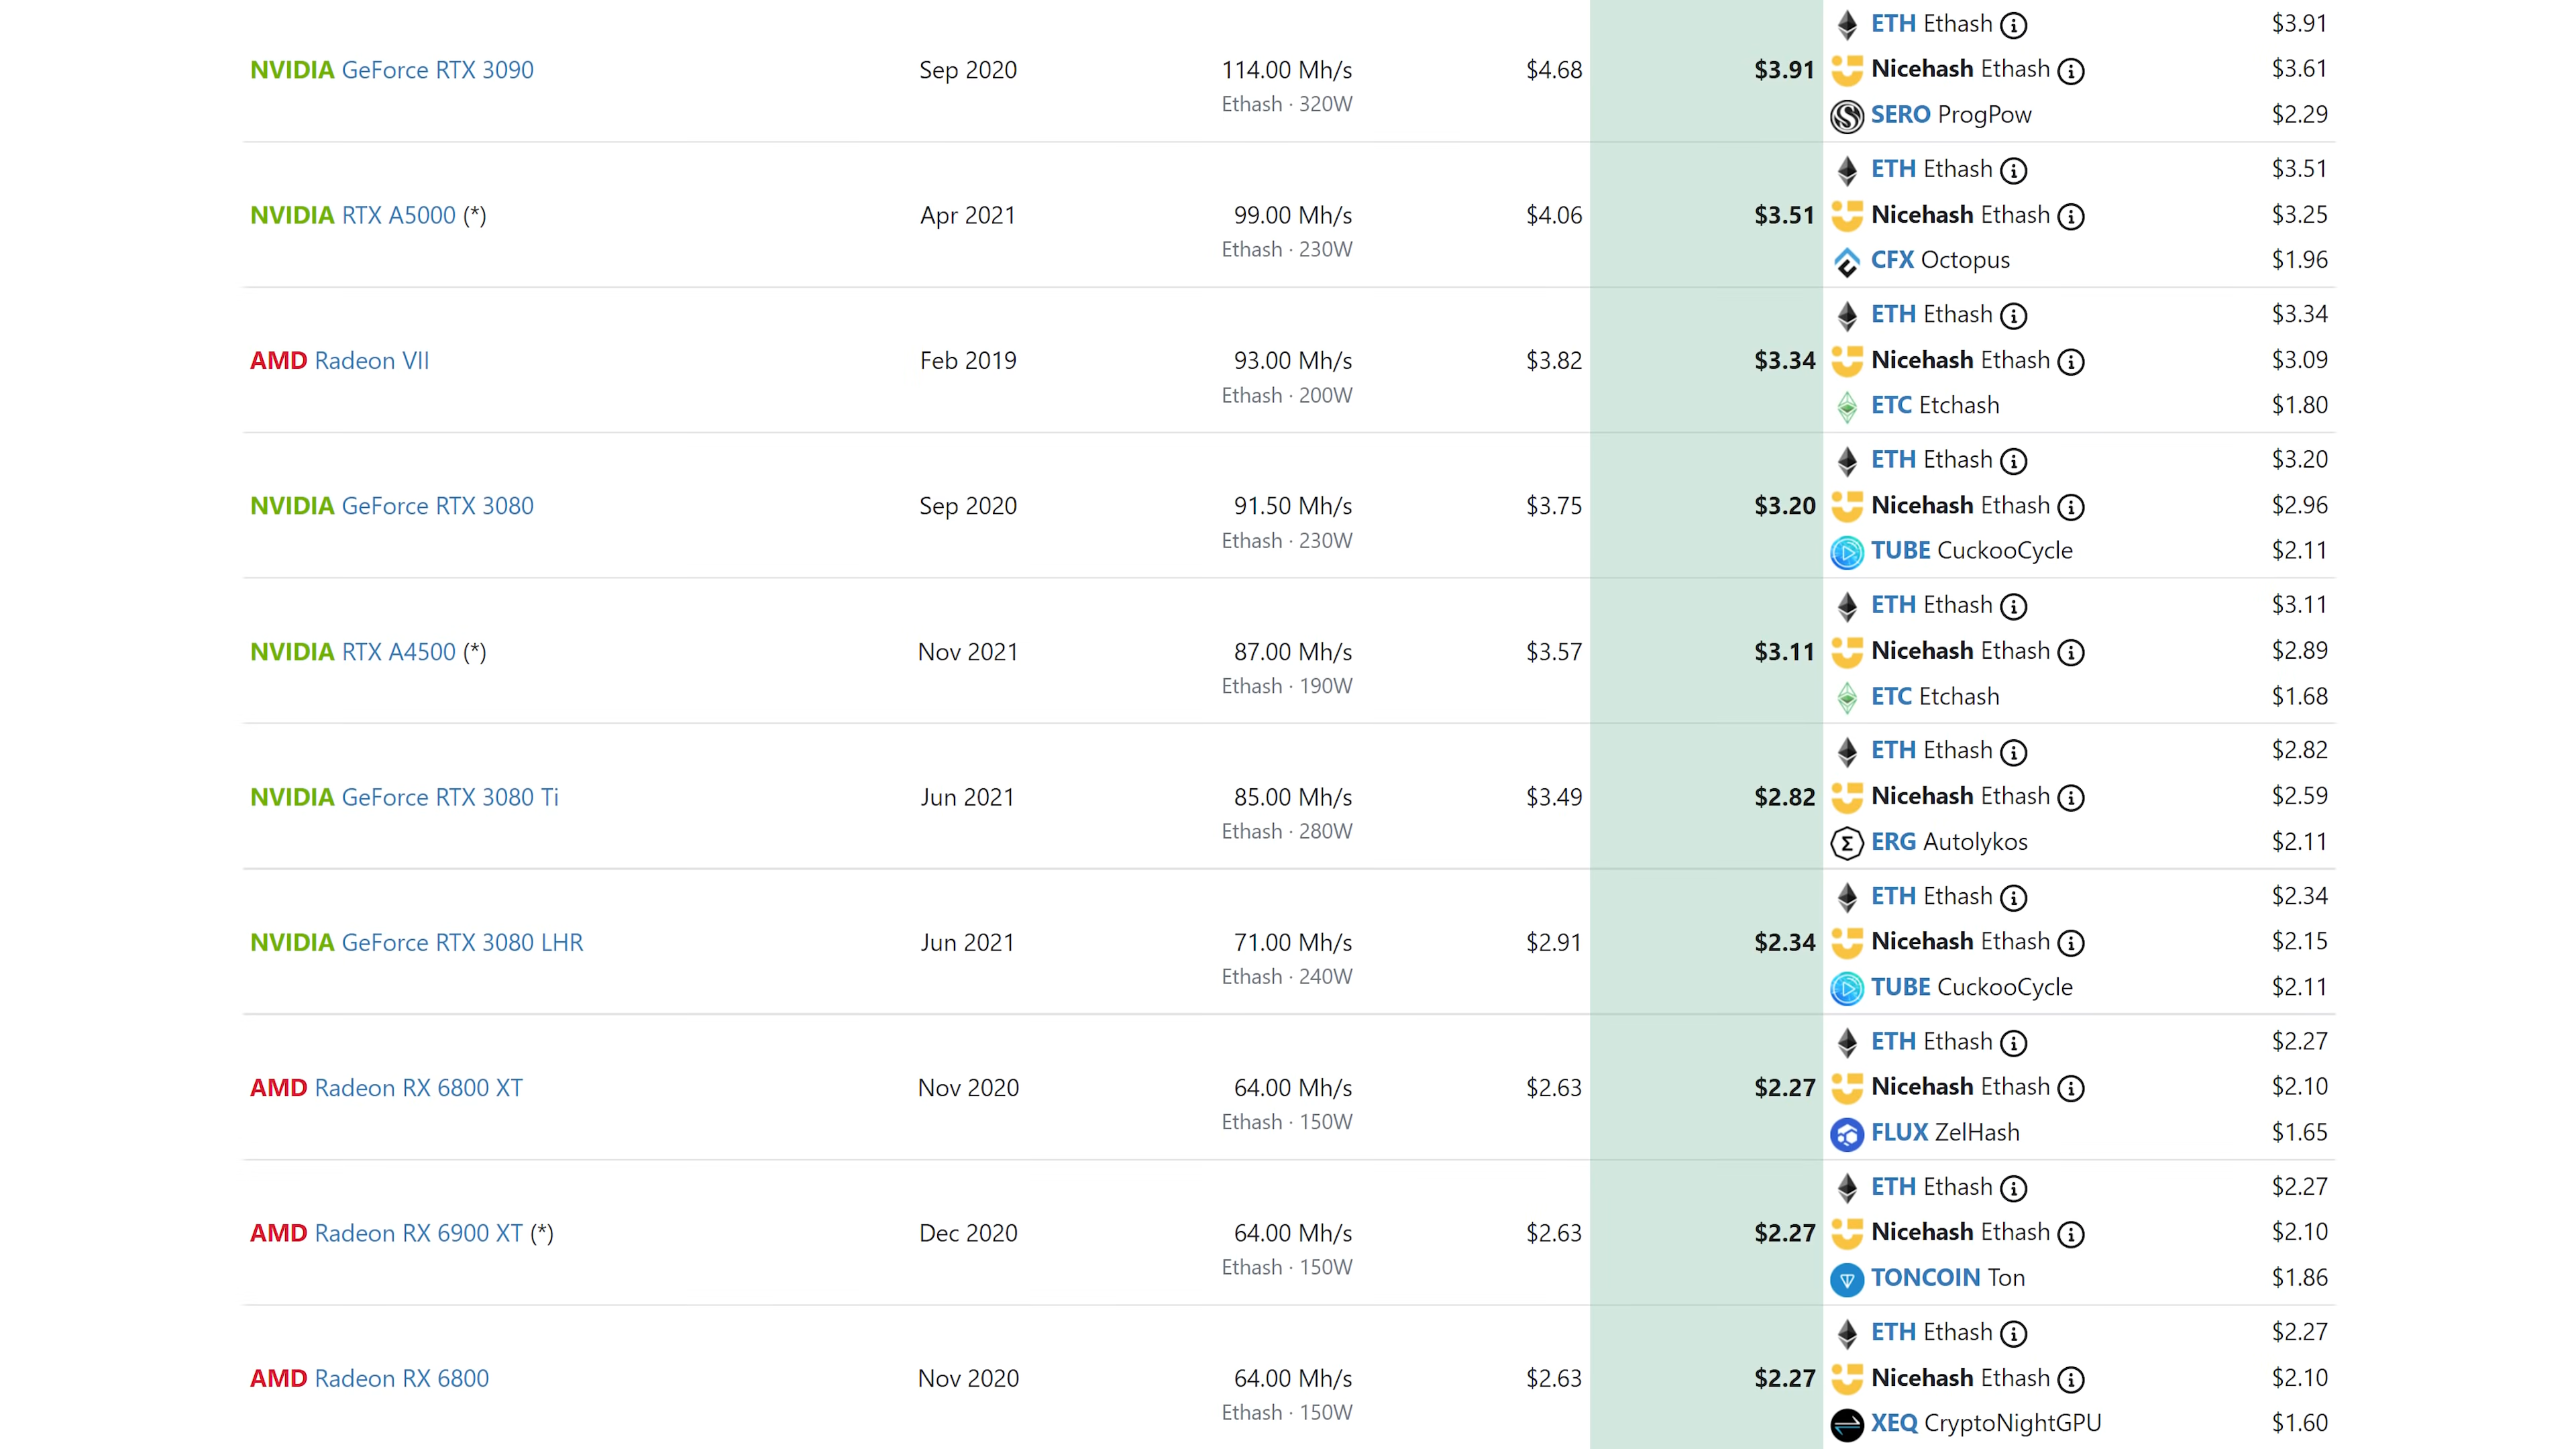 ETH Ethash $3.91
NVIDIA GeForce RTX 3090 Sep 2020 114.00 Mh/s $4.68 $3.91 Nicehash Ethash $3.61
Ethash · 320W
SERO ProgPow $2.29
ETH Ethash $3.51
NVIDIA RTX A5000 (*) Apr 2021 99.00 Mh/s $4.06 $3.51 Nicehash Ethash $3.25
Ethash · 230W
CFX Octopus $1.96
ETH Ethash $3.34
AMD Radeon VII Feb 2019 93.00 Mh/s $3.82 $3.34 Nicehash Ethash $3.09
Ethash · 200W
ETC Etchash $1.80
ETH Ethash $3.20
NVIDIA GeForce RTX 3080 Sep 2020 91.50 Mh/s $3.75 $3.20 Nicehash Ethash $2.96
Ethash · 230W
TUBE CuckooCycle $2.11
ETH Ethash $3.11
NVIDIA RTX A4500 (*) Nov 2021 87.00 Mh/s $3.57 $3.11 Nicehash Ethash $2.89
Ethash · 190W
ETC Etchash $1.68
ETH Ethash $2.82
NVIDIA GeForce RTX 3080 Ti Jun 2021 85.00 Mh/s $3.49 $2.82 Nicehash Ethash $2.59
Ethash · 280W
ERG Autolykos $2.11
ETH Ethash $2.34
NVIDIA GeForce RTX 3080 LHR Jun 2021 71.00 Mh/s $2.91 $2.34 Nicehash Ethash $2.15
Ethash · 240W
TUBE CuckooCycle $2.11
ETH Ethash $2.27
AMD Radeon RX 6800 XT Nov 2020 64.00 Mh/s $2.63 $2.27 Nicehash Ethash $2.10
Ethash · 150W
FLUX ZelHash $1.65
ETH Ethash $2.27
AMD Radeon RX 6900 XT (*) Dec 2020 64.00 Mh/s $2.63 $2.27 Nicehash Ethash $2.10
Ethash · 150W
TONCOIN Ton $1.86
ETH Ethash $2.27
AMD Radeon RX 6800 Nov 2020 64.00 Mh/s $2.63 $2.27 Nicehash Ethash $2.10
Ethash · 150W
XEQ CryptoNightGPU $1.60